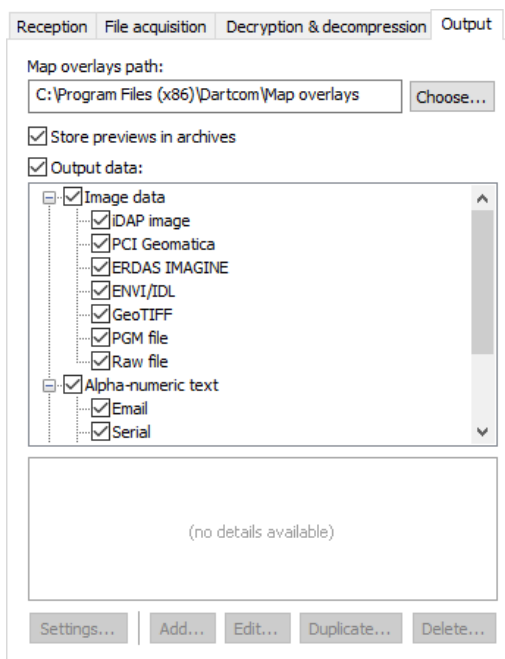 Reception File acquisition Decryption & decompression Output
Map overlays path:
C:\Program Files (x86)\Dartcom\Map overlays Choose...
Store previews in archives
Output data:
Image data
iDAP image
PCI Geomatica
ERDAS IMAGINE
ENVI/IDL
GeoTIFF
PGM file
Raw file
Alpha-numeric text
Email
Serial
(no details available)
Settings... Add... Edit... Duplicate... Delete...